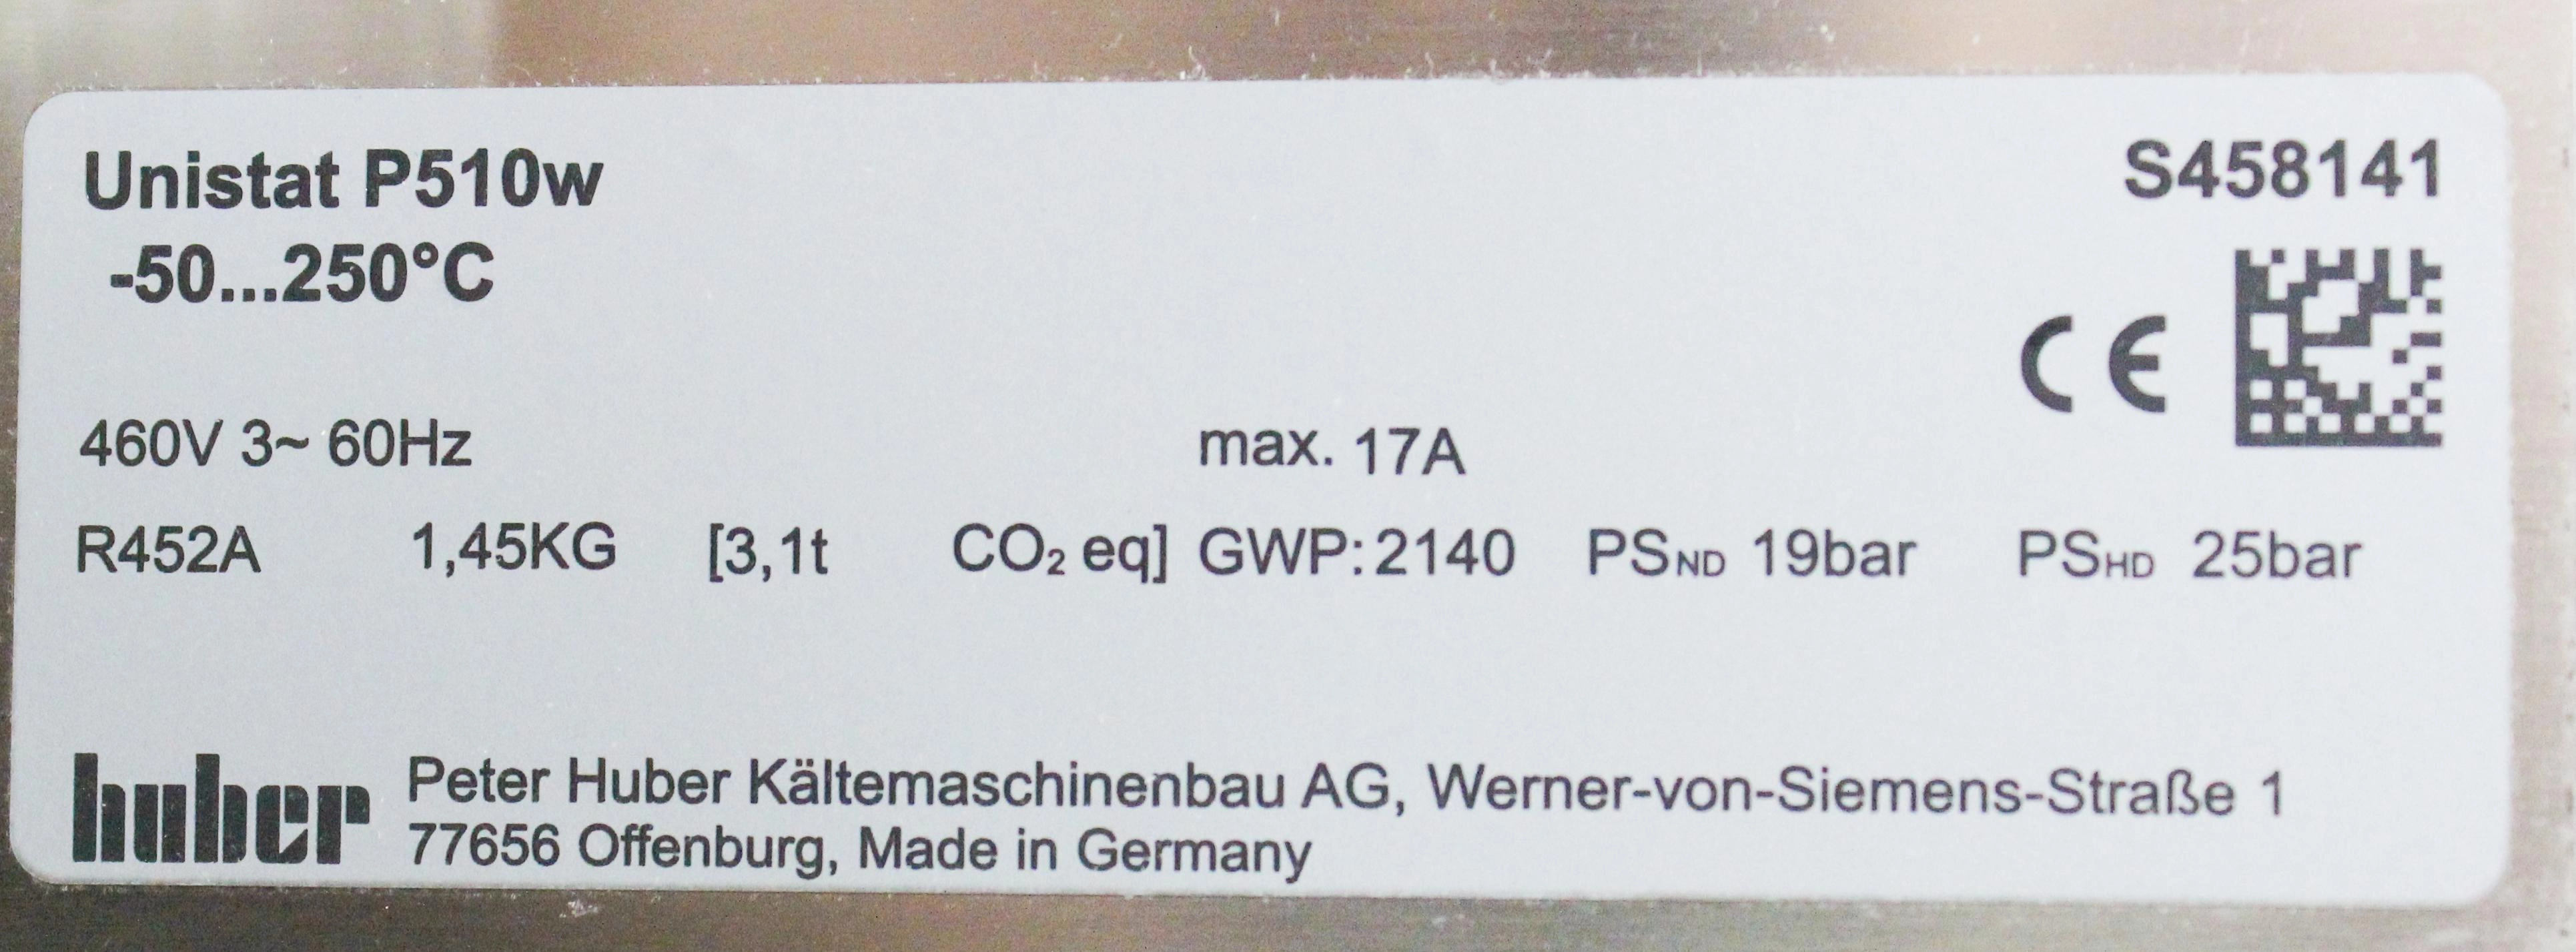 Unistat P510w
S458141
-50...250°C
CE
460V 3~ 60Hz
max. 17A
R452A 1,45KG [3,1t CO₂ eq] GWP:2140 PSND 19bar PSHD 25bar
huber
Peter Huber Kältemaschinenbau AG, Werner-von-Siemens-Straße 1
77656 Offenburg, Made in Germany